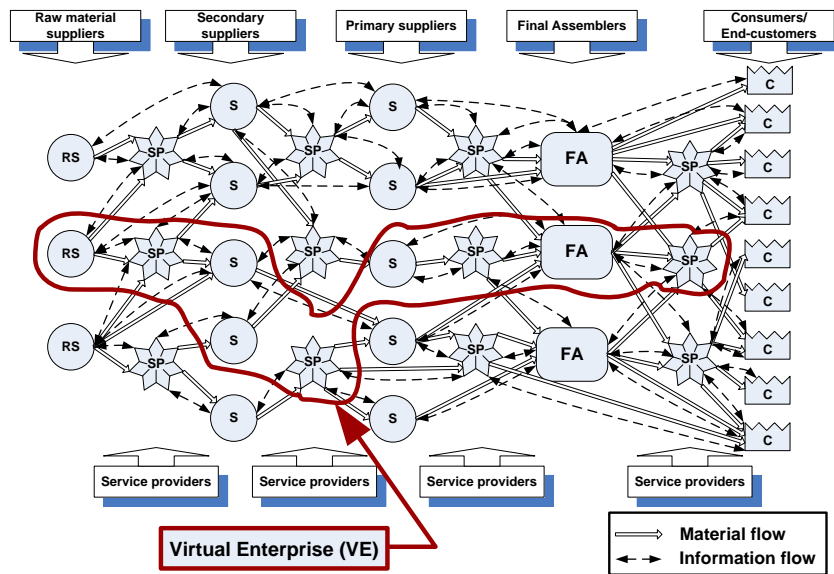 Raw material
suppliers
Secondary
suppliers
Primary suppliers
Final Assemblers
Consumers/
End-customers
C
S
S
C
RS
SP
SP
SP
FA
C
SP
S
S
C
RS
SP
S
SP
S
SP
FA
SP
C
C
RS
SP
S
SP
S
SP
FA
SP
C
C
S
S
C
Service providers
Service providers
Service providers
Service providers
Virtual Enterprise (VE)
Material flow
Information flow